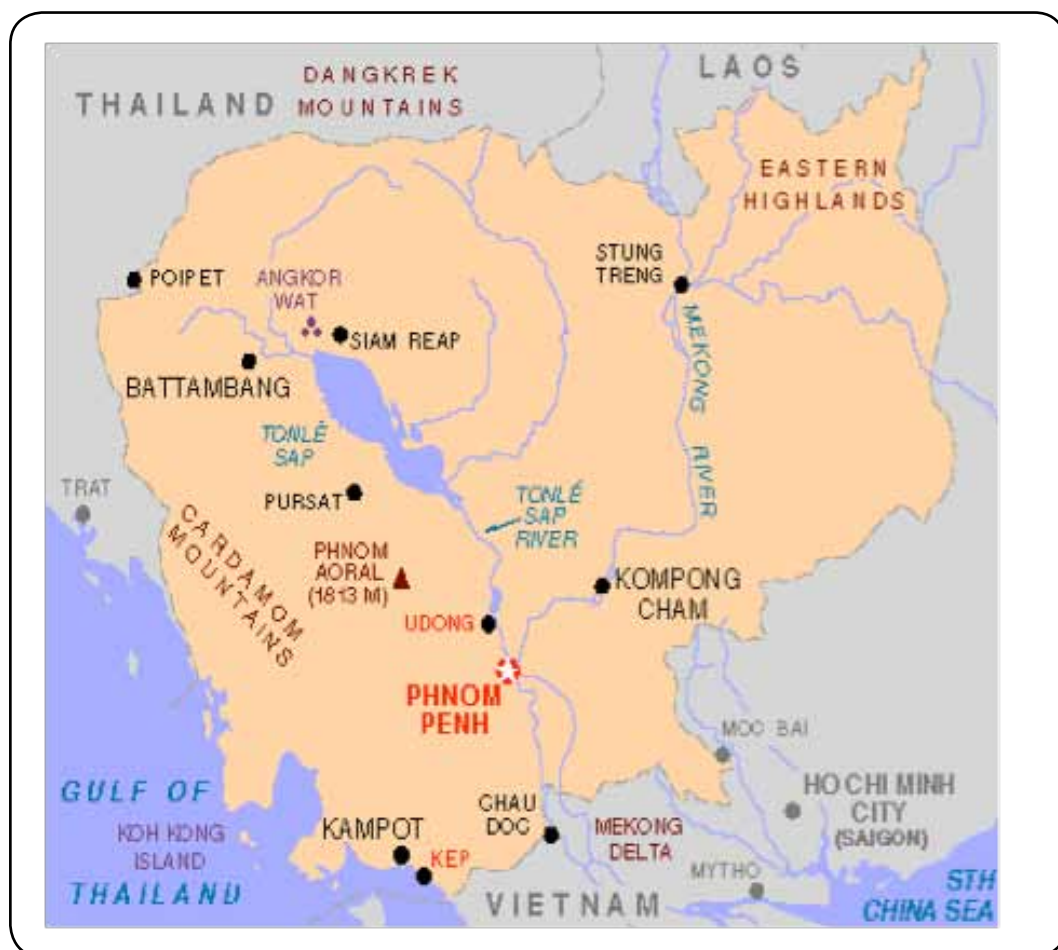 LAOS
DANGKREK
MOUNTAINS
THAILAND
EASTERN
HIGHLANDS
STUNG
TRENG
POIPET
ANGKOR
WAT
SIAM REAP
MEKONG RIVER
BATTAMBANG
TONLÉ
SAP
TRAT
PURSAT
TONLÉ
SAP
RIVER
CARDAMOM
MOUNTAINS
PHNOM
AORAL
(1813 M)
KOMPONG
CHAM
UDONG
PHNOM
PENH
MOC BAI
GULF OF
THAILAND
HO CHI MINH
CITY
(SAIGON)
CHAU
DOC
KAMPOT
KOH KONG
ISLAND
MEKONG
DELTA
KEP
MYTHO
VIETNAM
STH
CHINA SEA